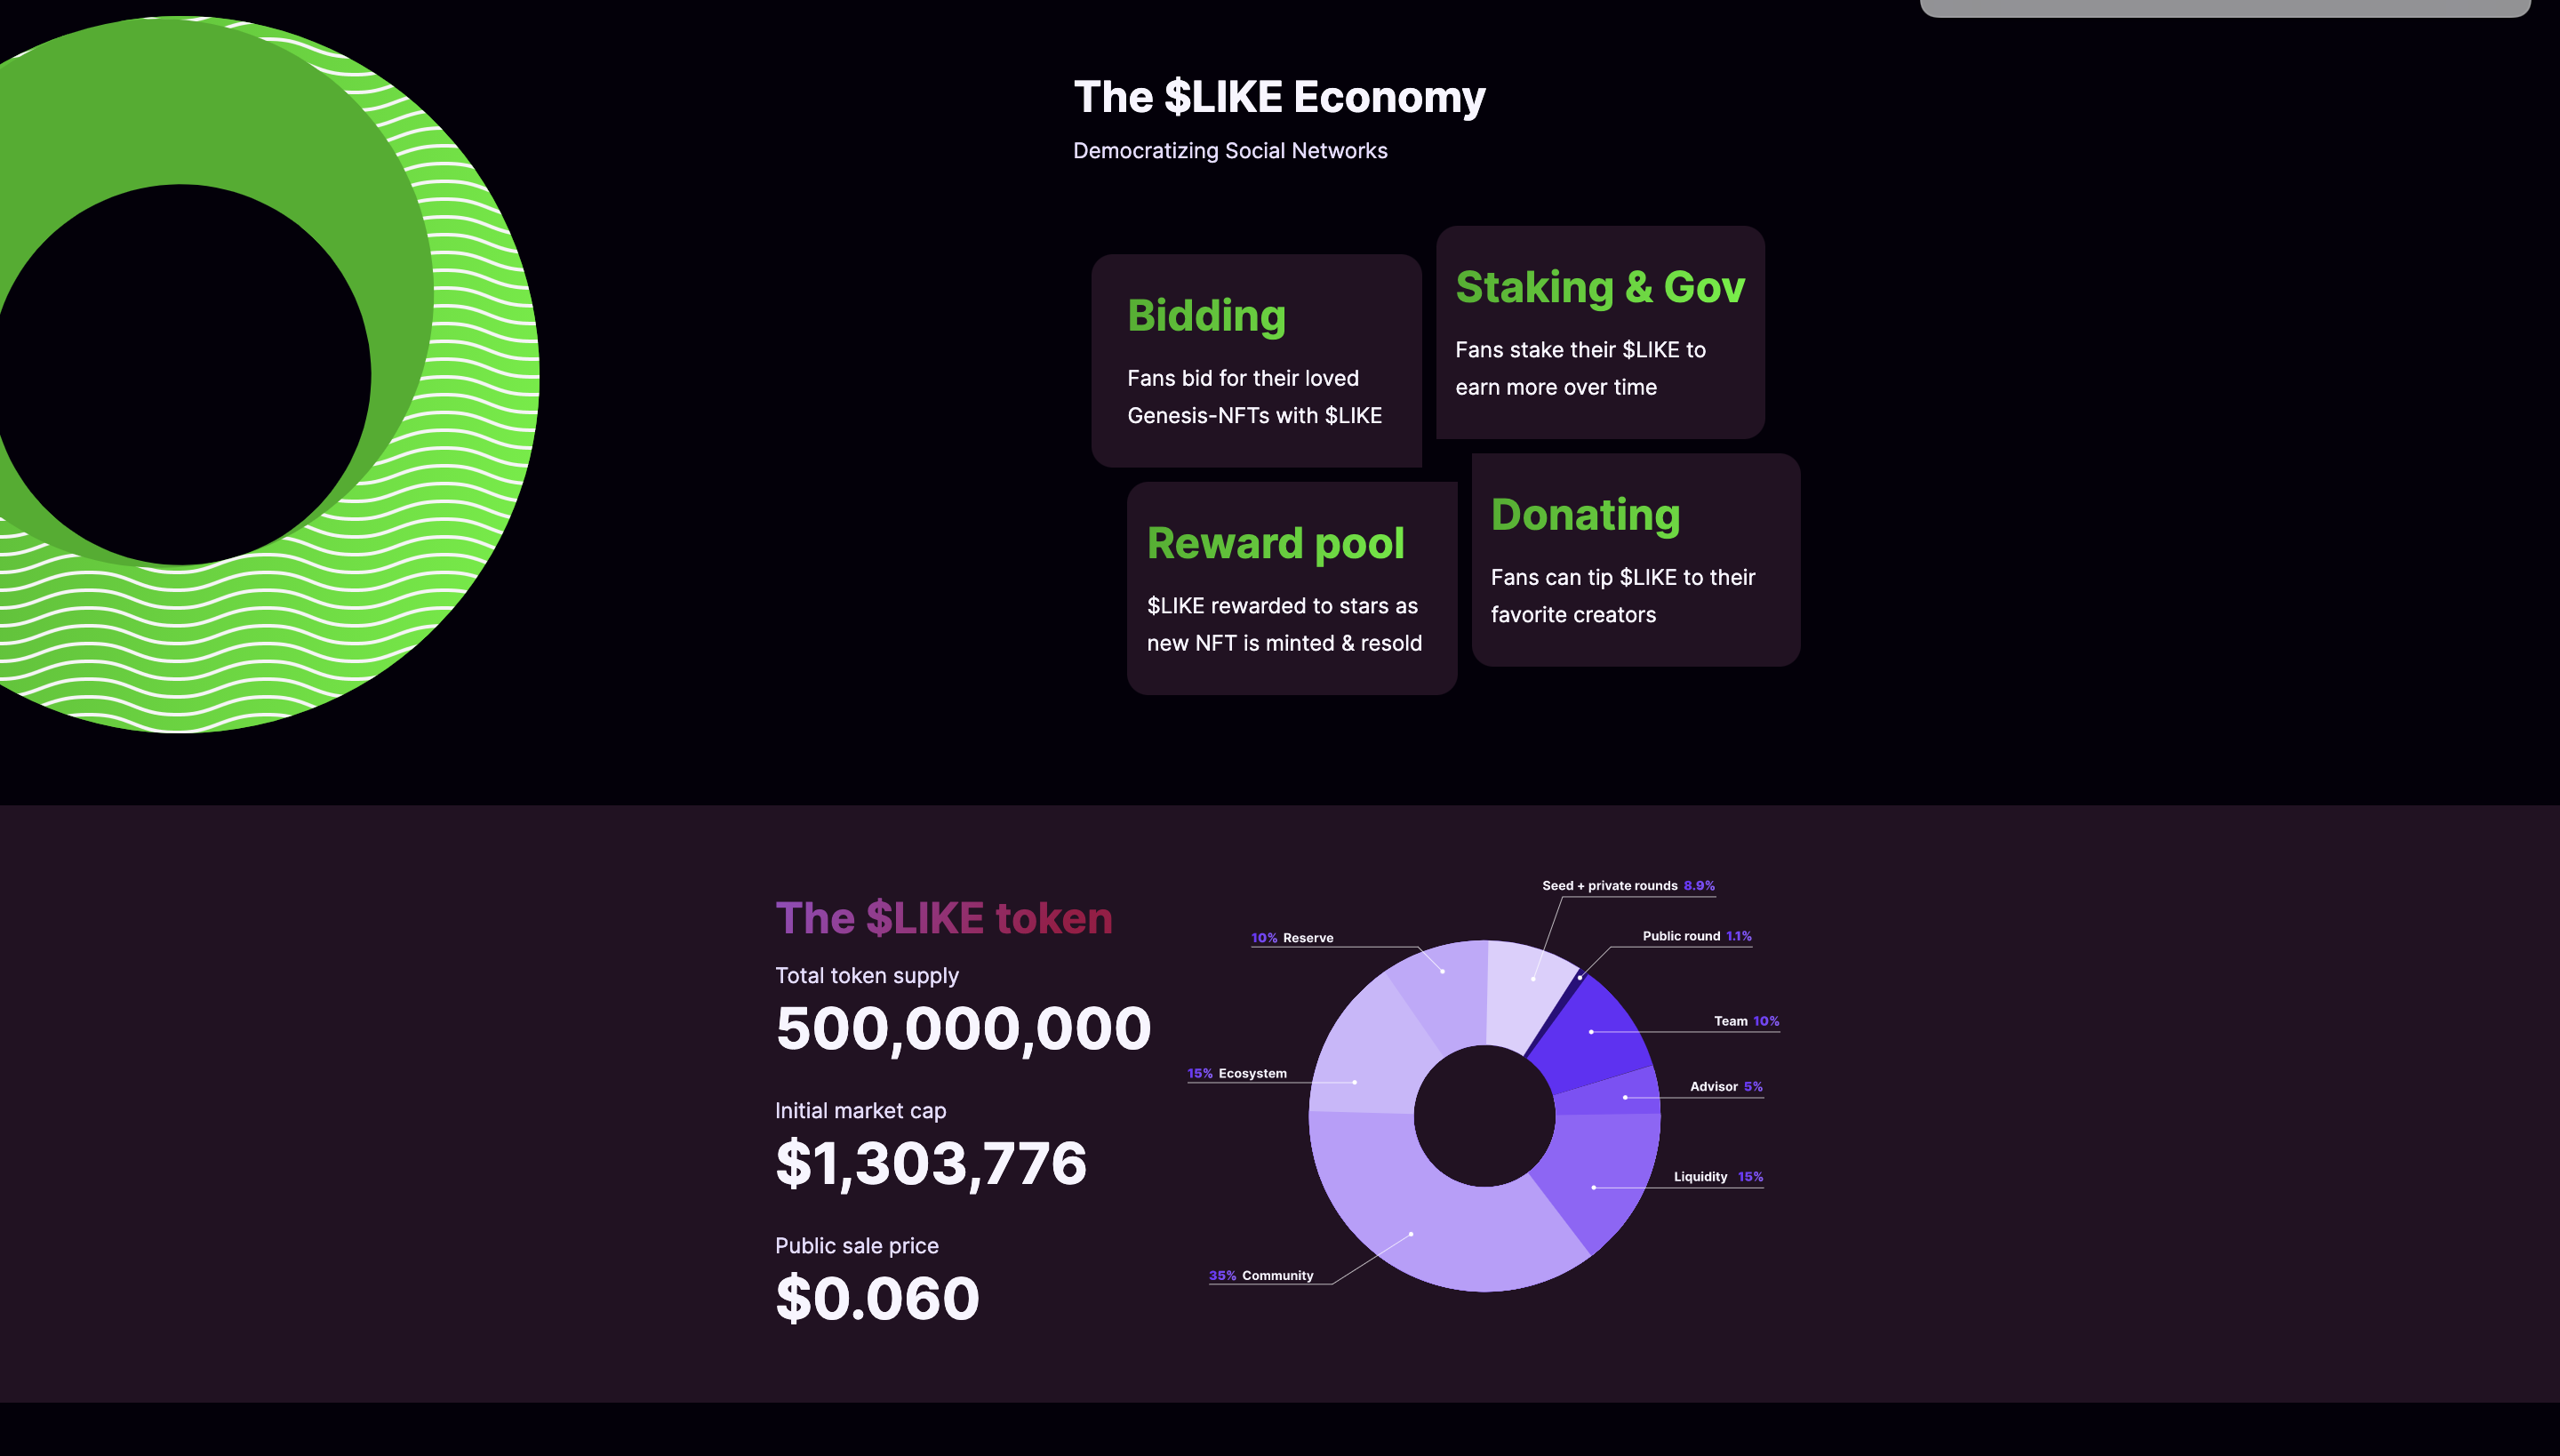 The $LIKE Economy
Democratizing Social Networks
Bidding
Fans bid for their loved
Genesis-NFTs with $LIKE
Staking & Gov
Fans stake their $LIKE to
earn more over time
Reward pool
$LIKE rewarded to stars as
new NFT is minted & resold
Donating
Fans can tip $LIKE to their
favorite creators
The $LIKE token
Total token supply
500,000,000
Initial market cap
$1,303,776
Public sale price
$0.060
Seed + private rounds 8.9%
Public round 1.1%
Team 10%
Advisor 5%
Liquidity 15%
10% Reserve
15% Ecosystem
35% Community